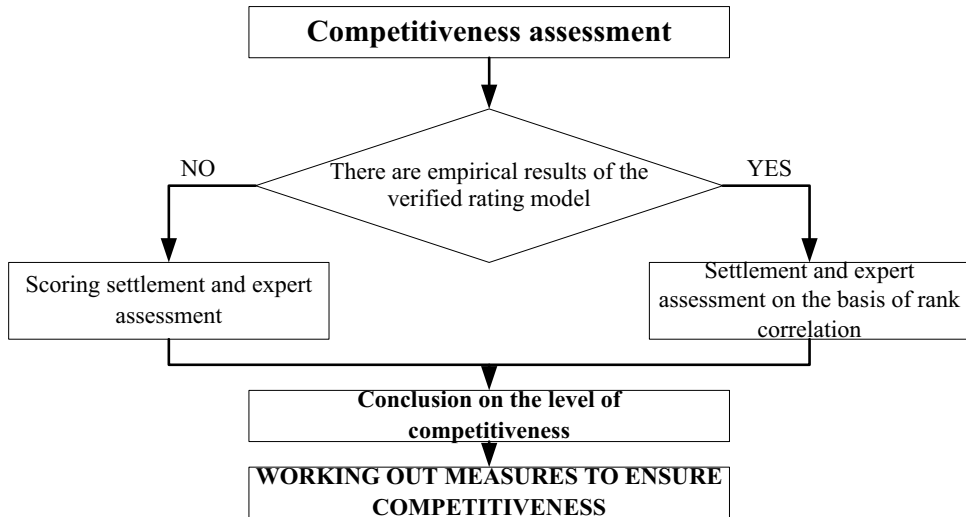 Competitiveness assessment
NO
YES
There are empirical results of the
verified rating model
Scoring settlement and expert
assessment
Settlement and expert
assessment on the basis of rank
correlation
Conclusion on the level of
competitiveness
WORKING OUT MEASURES TO ENSURE
COMPETITIVENESS